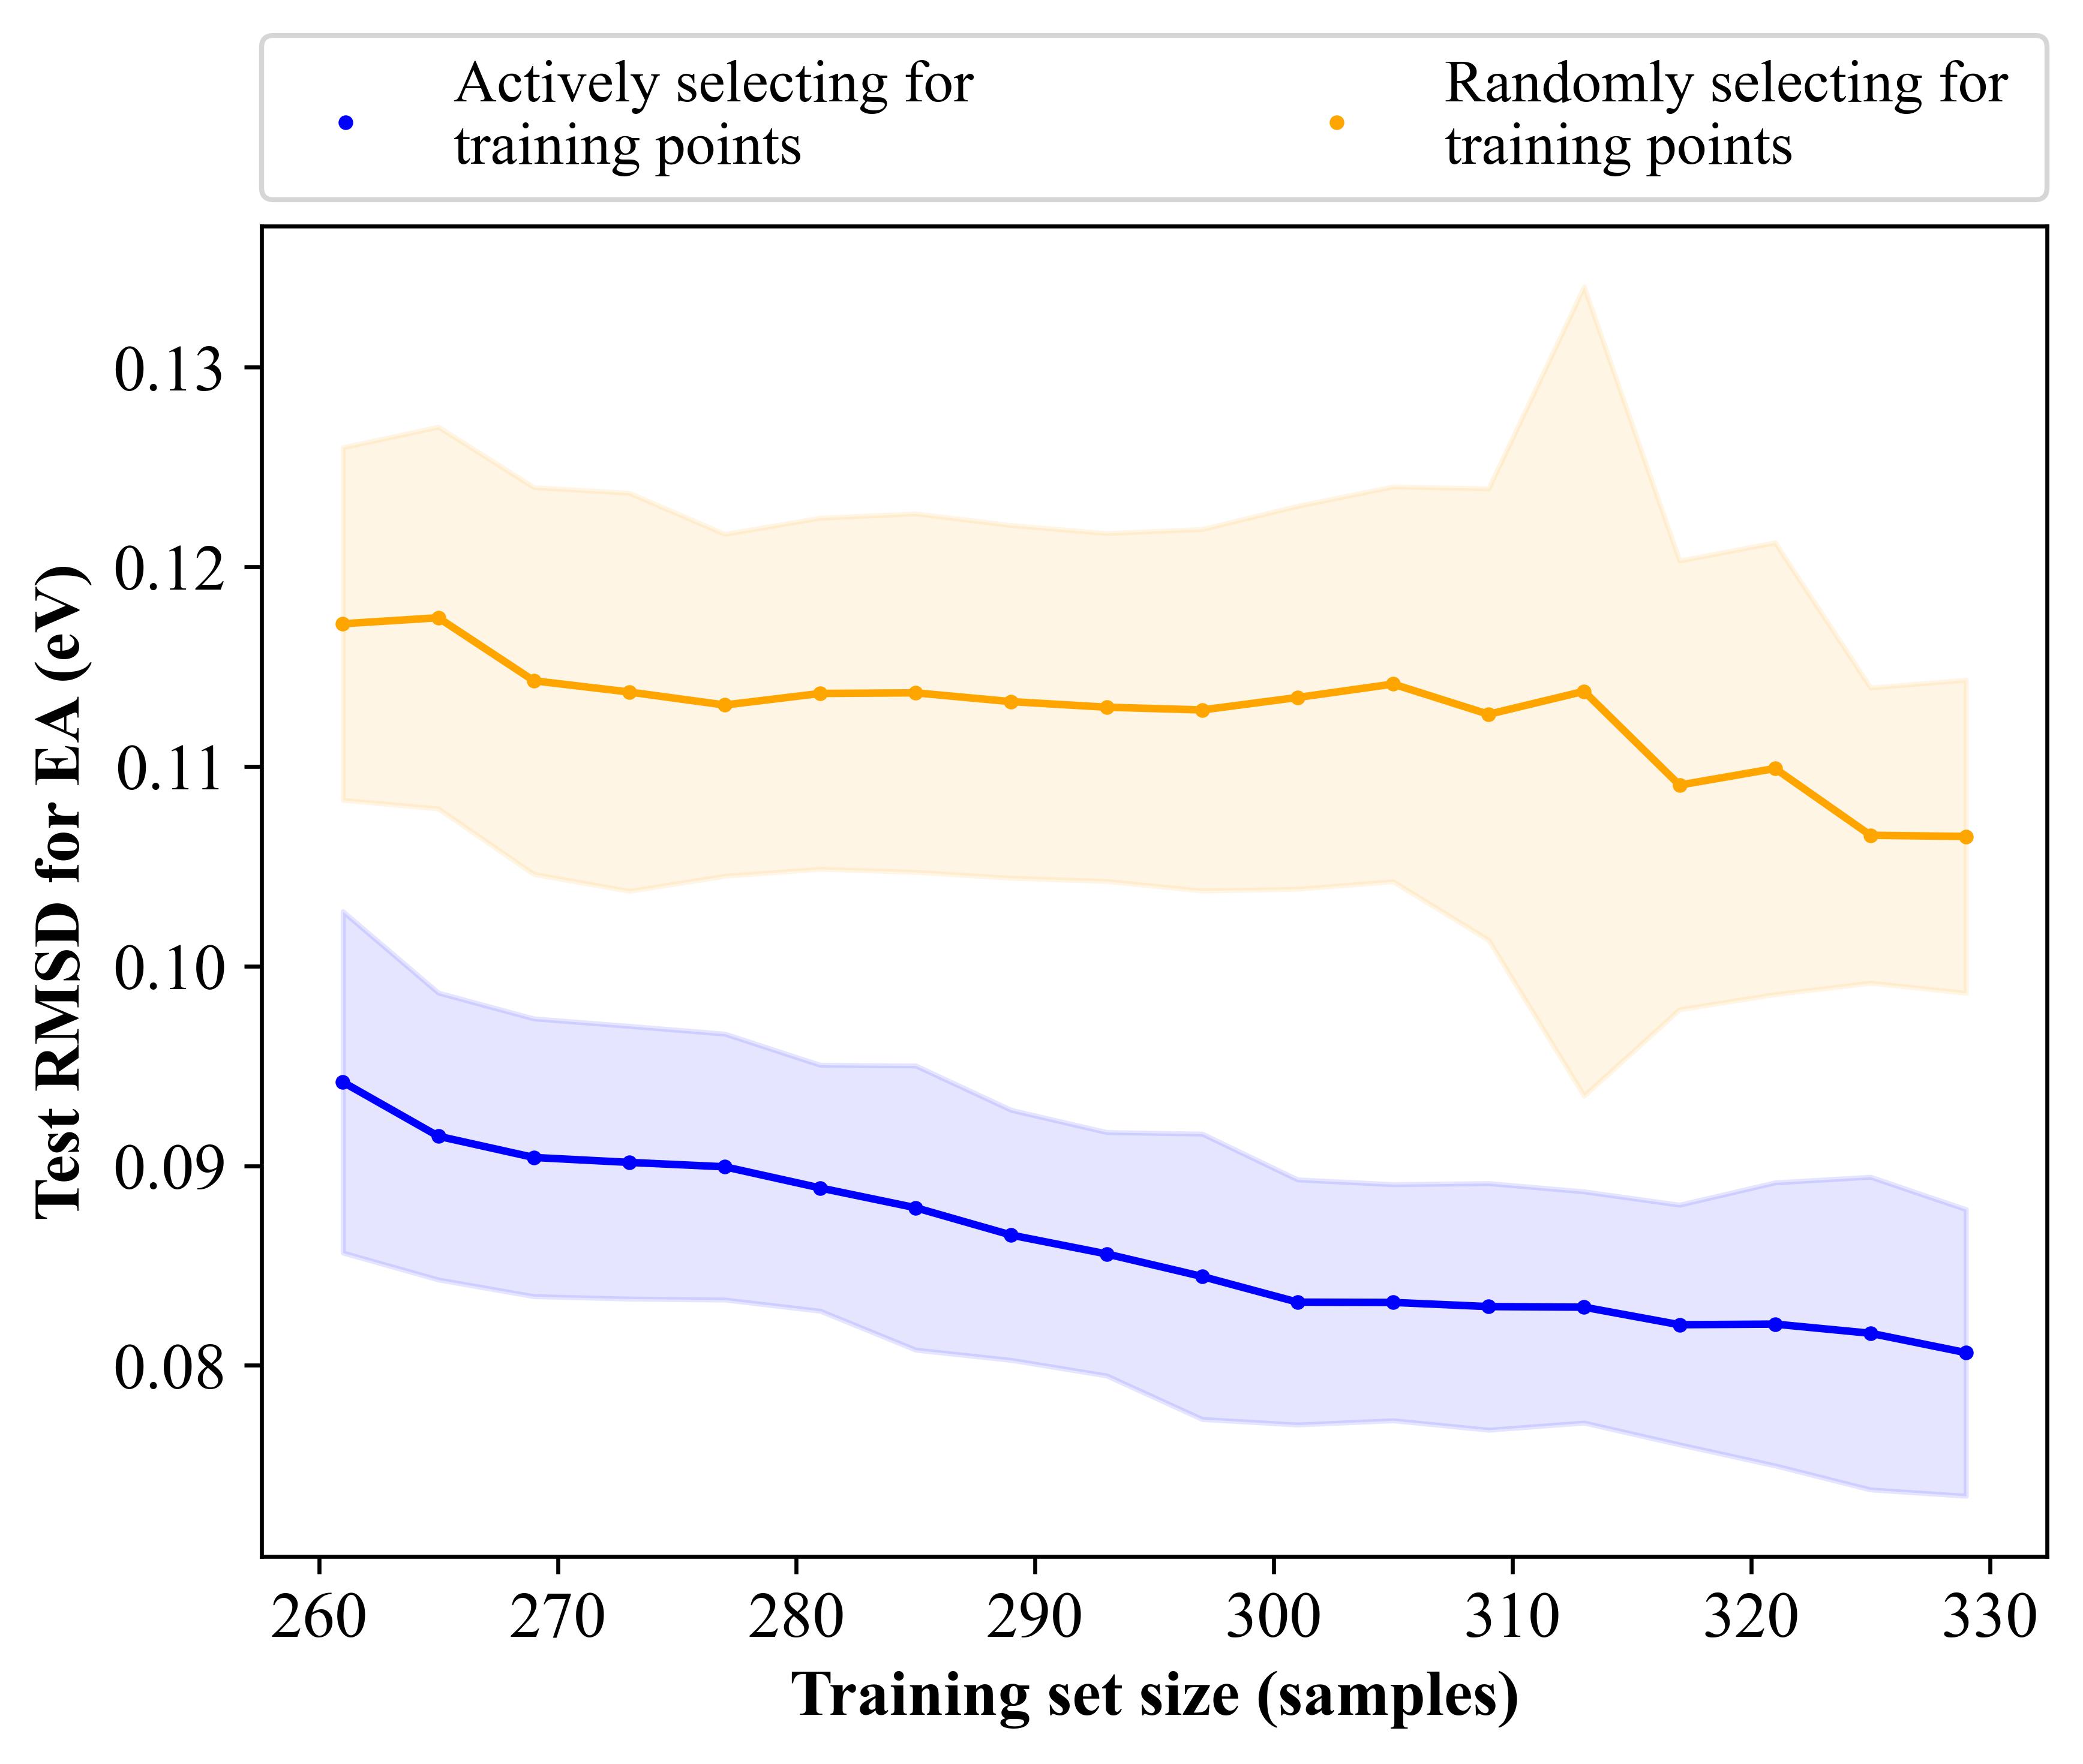 Actively selecting for
training points
Randomly selecting for
training points
0.13
0.12
0.11
0.10
0.09
0.08
Test RMSD for EA (eV)
260 270 280 290 300 310 320 330
Training set size (samples)